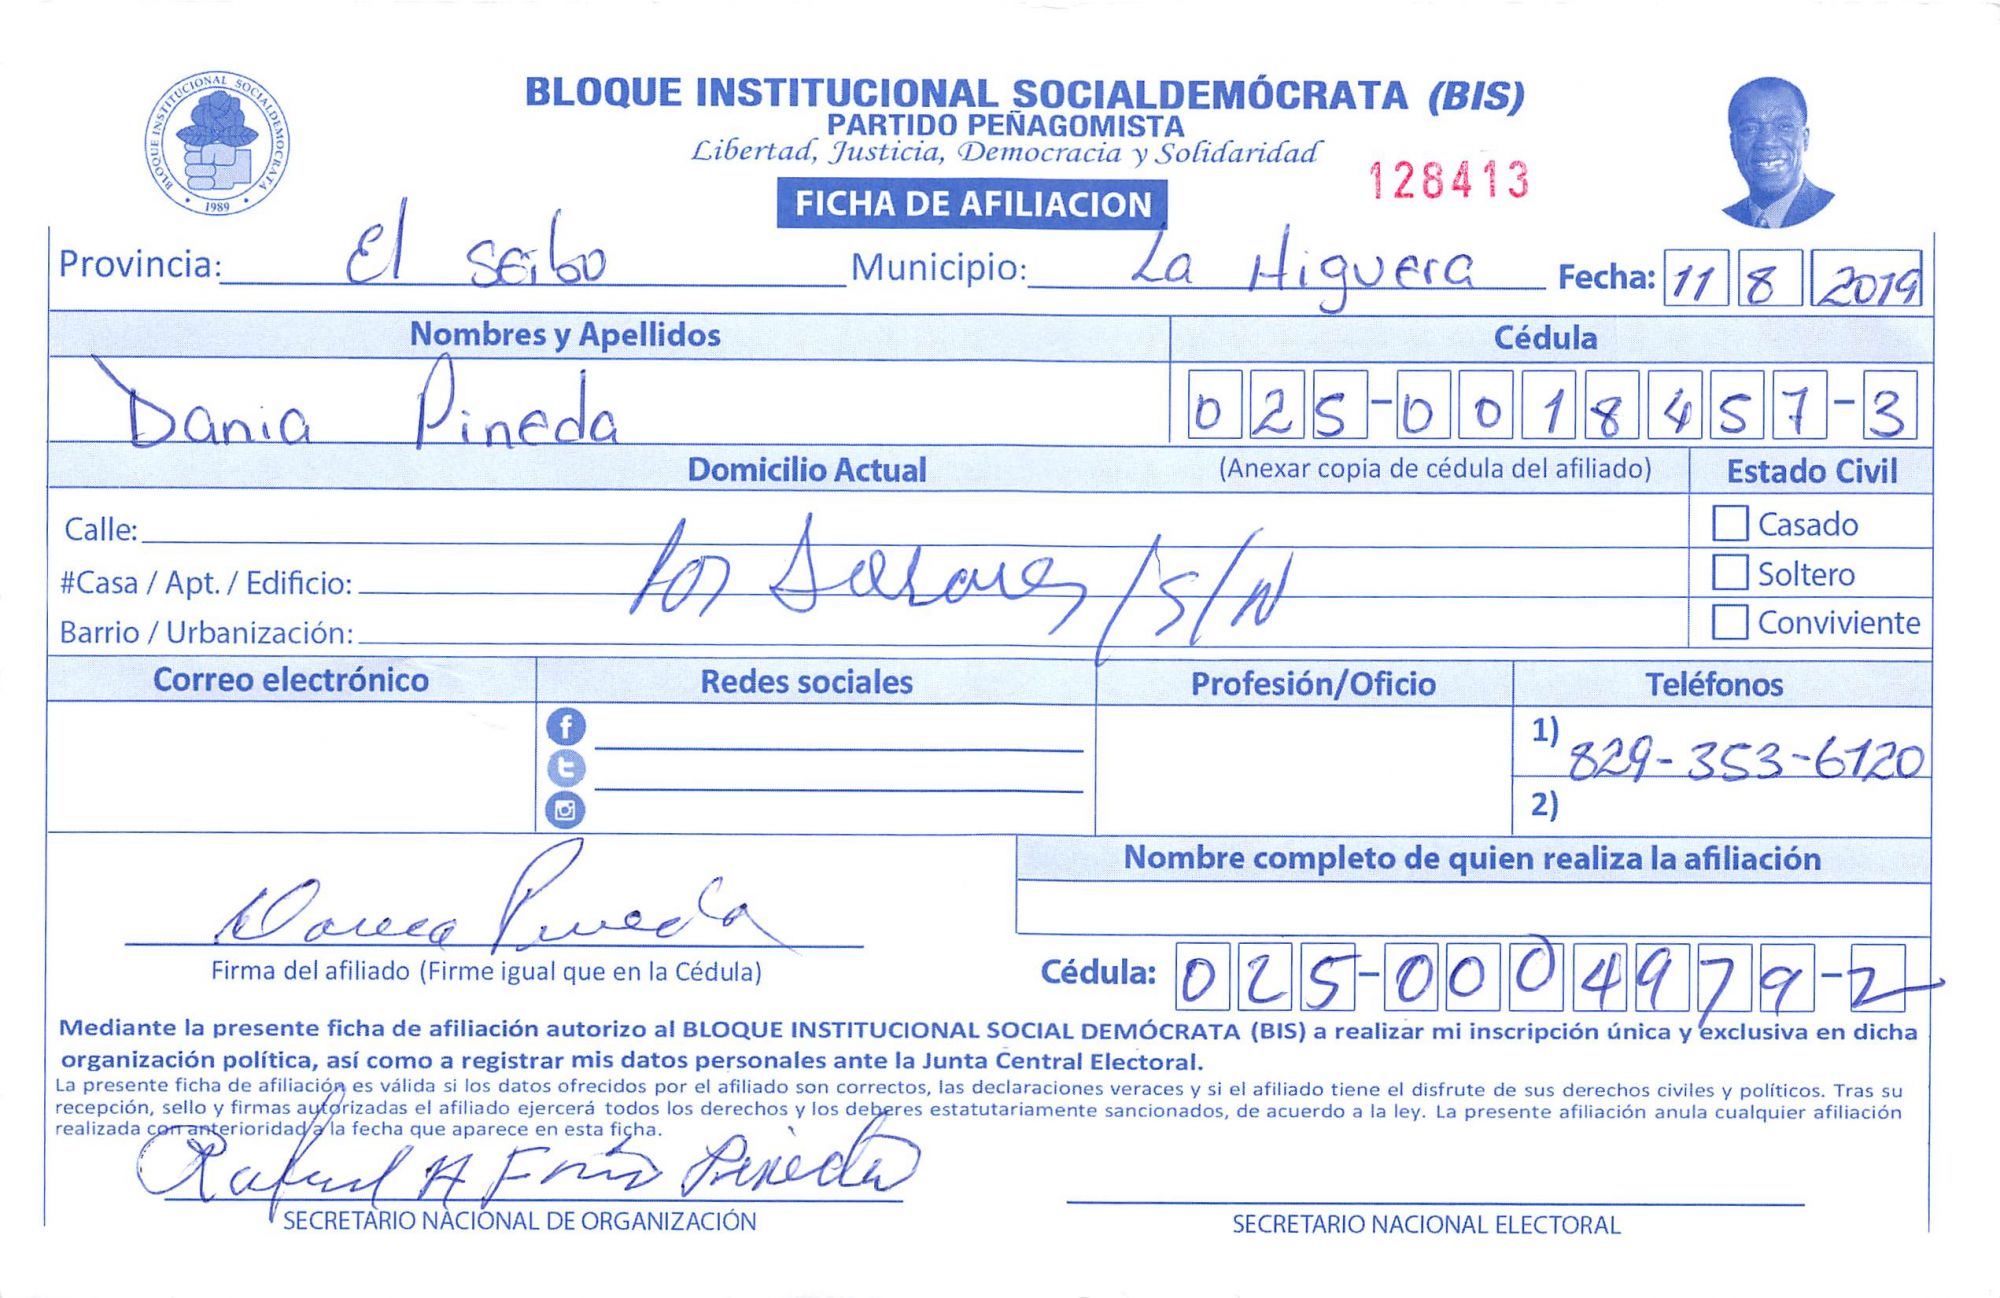 BLOQUE INSTITUCIONAL SOCIALDEMÓCRATA
1989
BLOQUE INSTITUCIONAL SOCIALDEMÓCRATA (BIS)
PARTIDO PEÑAGOMISTA
Libertad, Justicia, Democracia y Solidaridad
128413
FICHA DE AFILIACION
Provincia: El Seibo Municipio: La Higuera Fecha: 11 8 2019
Nombres y Apellidos Cédula
Dania Pineda 025-0018457-3
Domicilio Actual (Anexar copia de cédula del afiliado) Estado Civil
Calle: Casado
#Casa / Apt. / Edificio: los /S/N Soltero
Barrio / Urbanización: Conviviente
Correo electrónico Redes sociales Profesión/Oficio Teléfonos
1) 829-353-6120
2)
Nombre completo de quien realiza la afiliación
Dania Pineda
Firma del afiliado (Firme igual que en la Cédula) Cédula: 025-0004979-2
Mediante la presente ficha de afiliación autorizo al BLOQUE INSTITUCIONAL SOCIAL DEMÓCRATA (BIS) a realizar mi inscripción única y exclusiva en dicha
organización política, así como a registrar mis datos personales ante la Junta Central Electoral.
La presente ficha de afiliación es válida si los datos ofrecidos por el afiliado son correctos, las declaraciones veraces y si el afiliado tiene el disfrute de sus derechos civiles y políticos. Tras su
recepción, sello y firmas autorizadas el afiliado ejercerá todos los derechos y los deberes estatutariamente sancionados, de acuerdo a la ley. La presente afiliación anula cualquier afiliación
realizada con anterioridad a la fecha que aparece en esta ficha.
Rafael H Pineda
SECRETARIO NACIONAL DE ORGANIZACIÓN SECRETARIO NACIONAL ELECTORAL